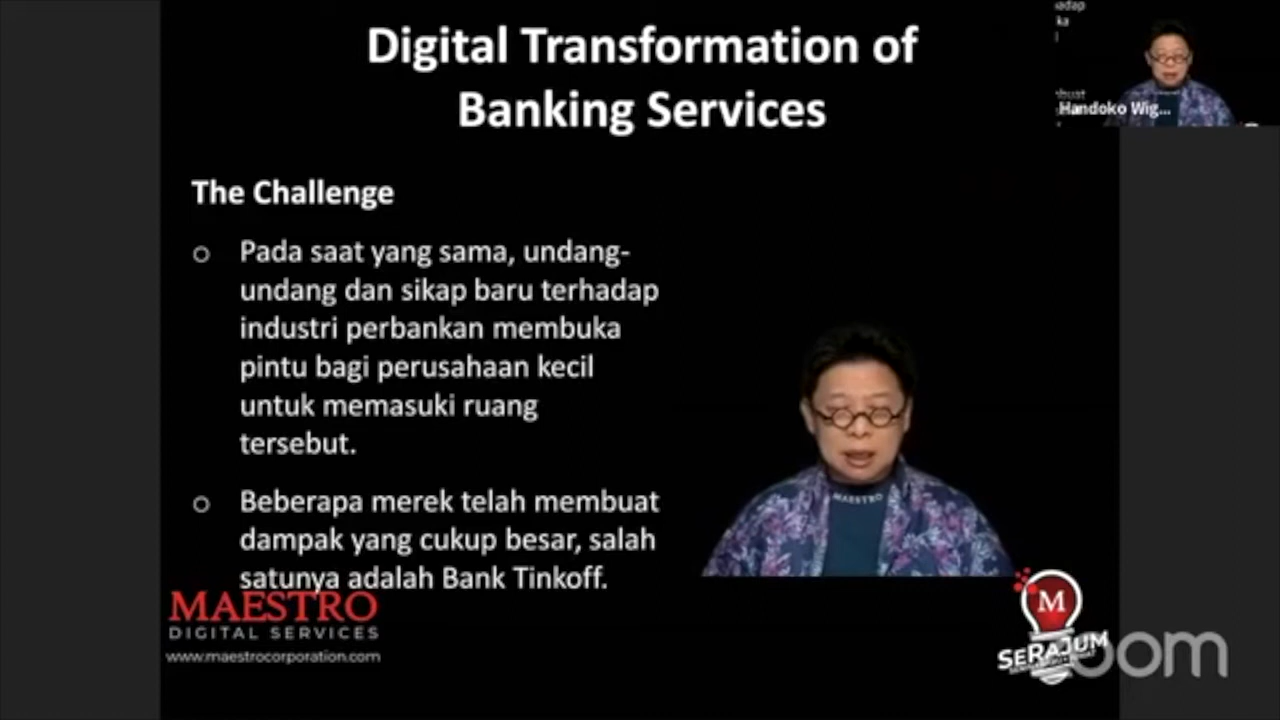 Digital Transformation of
Banking Services
Handoko Wig...
The Challenge
o Pada saat yang sama, undang-
undang dan sikap baru terhadap
industri perbankan membuka
pintu bagi perusahaan kecil
untuk memasuki ruang
tersebut.
o Beberapa merek telah membuat
dampak yang cukup besar, salah
satunya adalah Bank Tinkoff.
MAESTRO
MAESTRO
DIGITAL SERVICES
www.maestrocorporation.com
M
SERAJUM
zoom